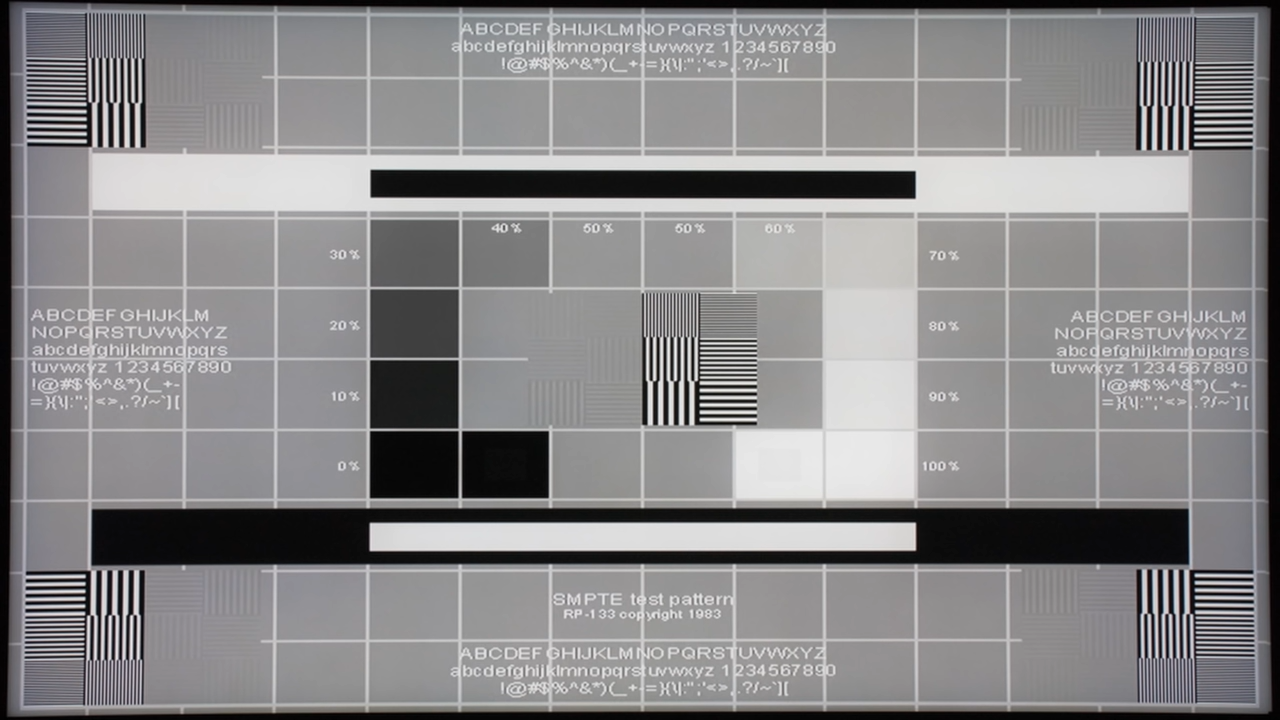 ABCDEFGHIJKLMNOPQRSTUVWXYZ
abcdefghijklmnopqrstuvwxyz 1234567890
!@#$%^&*)(_+-=}{\|:";'<>,.?/~`][
40% 50% 50% 60%
30% 70%
ABCDEFGHIJKLM
NOPQRSTUVWXYZ
abcdefghijklmnopqrs
tuvwxyz 1234567890
!@#$%^&*)(_+-
=}{\|:";'<>,.?/~`][
20% 80%
10% 90%
0% 100%
ABCDEFGHIJKLM
NOPQRSTUVWXYZ
abcdefghijklmnopqrs
tuvwxyz 1234567890
!@#$%^&*)(_+-
=}{\|:";'<>,.?/~`][
SMPTE test pattern
RP-133 copyright 1983
ABCDEFGHIJKLMNOPQRSTUVWXYZ
abcdefghijklmnopqrstuvwxyz 1234567890
!@#$%^&*)(_+-=}{\|:";'<>,.?/~`][